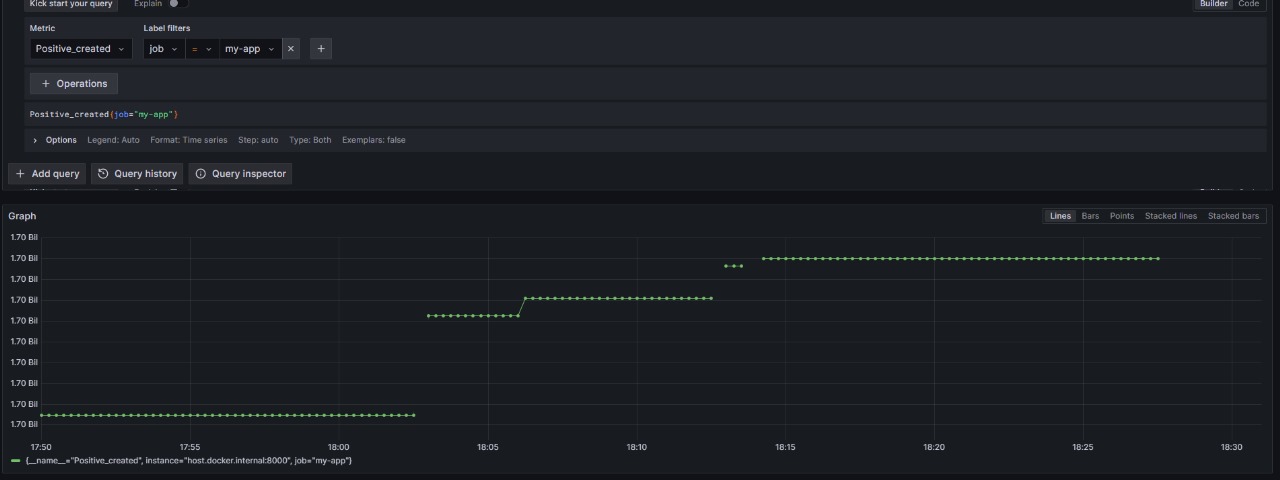 Kick start your query Explain Builder Code
Metric Label filters
Positive_created job = my-app × +
+ Operations
Positive_created{job="my-app"}
> Options Legend: Auto Format: Time series Step: auto Type: Both Exemplars: false
+ Add query Query history Query inspector
Graph Lines Bars Points Stacked lines Stacked bars
1.70 Bil
1.70 Bil
1.70 Bil
1.70 Bil
1.70 Bil
1.70 Bil
1.70 Bil
1.70 Bil
1.70 Bil
1.70 Bil
17:50 17:55 18:00 18:05 18:10 18:15 18:20 18:25 18:30
{__name__="Positive_created", instance="host.docker.internal:8000", job="my-app"}